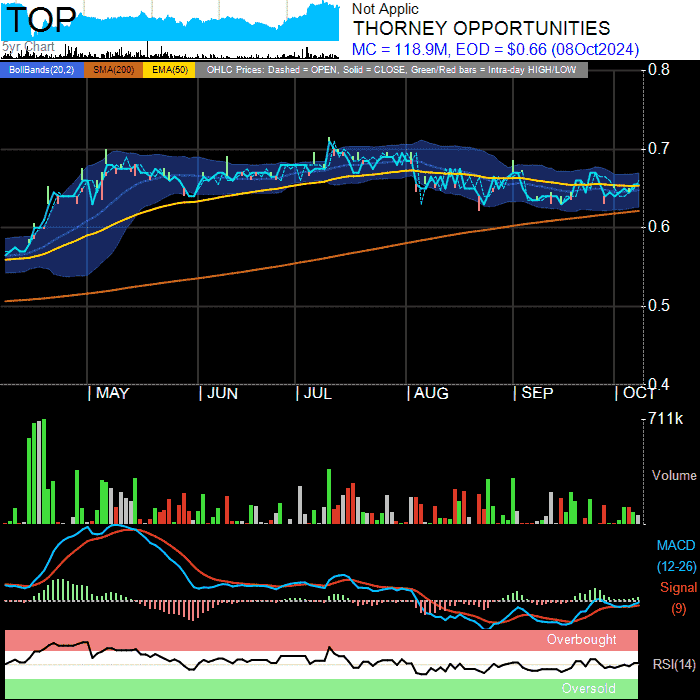 TOP
5yr Chart
Not Applic
THORNEY OPPORTUNITIES
MC = 118.9M, EOD = $0.66 (08Oct2024)
BollBands(20,2) SMA(200) EMA(50) OHLC Prices: Dashed = OPEN, Solid = CLOSE, Green/Red bars = Intra-day HIGH/LOW
0.8
0.7
0.6
0.5
0.4
MAY JUN JUL AUG SEP OCT
711k
Volume
MACD
(12-26)
Signal
(9)
Overbought
RSI(14)
Oversold